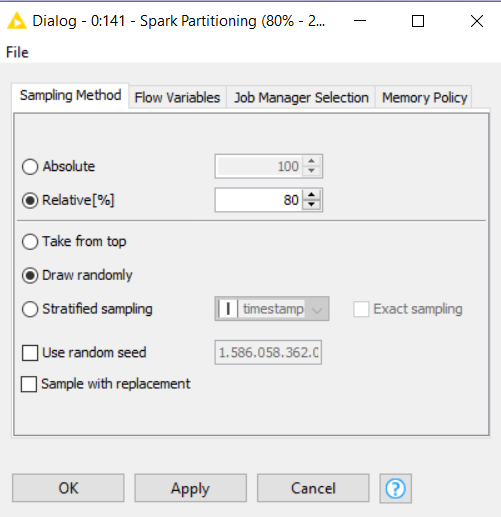 Dialog - 0:141 - Spark Partitioning (80% - 2...
File
Sampling Method Flow Variables Job Manager Selection Memory Policy
Absolute 100
Relative[%] 80
Take from top
Draw randomly
Stratified sampling I timestamp Exact sampling
Use random seed 1.586.058.362.0
Sample with replacement
OK Apply Cancel ?